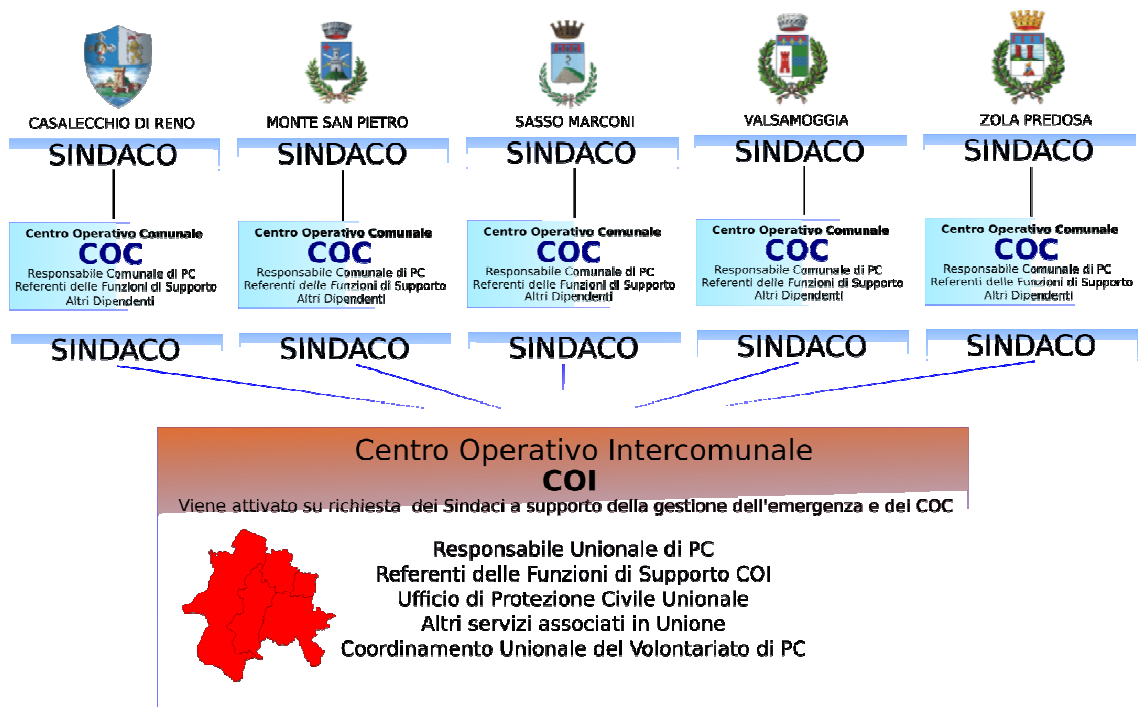 CASALECCHIO DI RENO
MONTE SAN PIETRO
SASSO MARCONI
VALSAMOGGIA
ZOLA PREDOSA
SINDACO
SINDACO
SINDACO
SINDACO
SINDACO
Centro Operativo Comunale
COC
Responsabile Comunale di PC
Referenti delle Funzioni di Supporto
Altri Dipendenti
Centro Operativo Comunale
COC
Responsabile Comunale di PC
Referenti delle Funzioni di Supporto
Altri Dipendenti
Centro Operativo Comunale
COC
Responsabile Comunale di PC
Referenti delle Funzioni di Supporto
Altri Dipendenti
Centro Operativo Comunale
COC
Responsabile Comunale di PC
Referenti delle Funzioni di Supporto
Altri Dipendenti
Centro Operativo Comunale
COC
Responsabile Comunale di PC
Referenti delle Funzioni di Supporto
Altri Dipendenti
SINDACO
SINDACO
SINDACO
SINDACO
SINDACO
Centro Operativo Intercomunale
COI
Viene attivato su richiesta dei Sindaci a supporto della gestione dell'emergenza e dei COC
Responsabile Unionale di PC
Referenti delle Funzioni di Supporto COI
Ufficio di Protezione Civile Unionale
Altri servizi associati in Unione
Coordinamento Unionale del Volontariato di PC